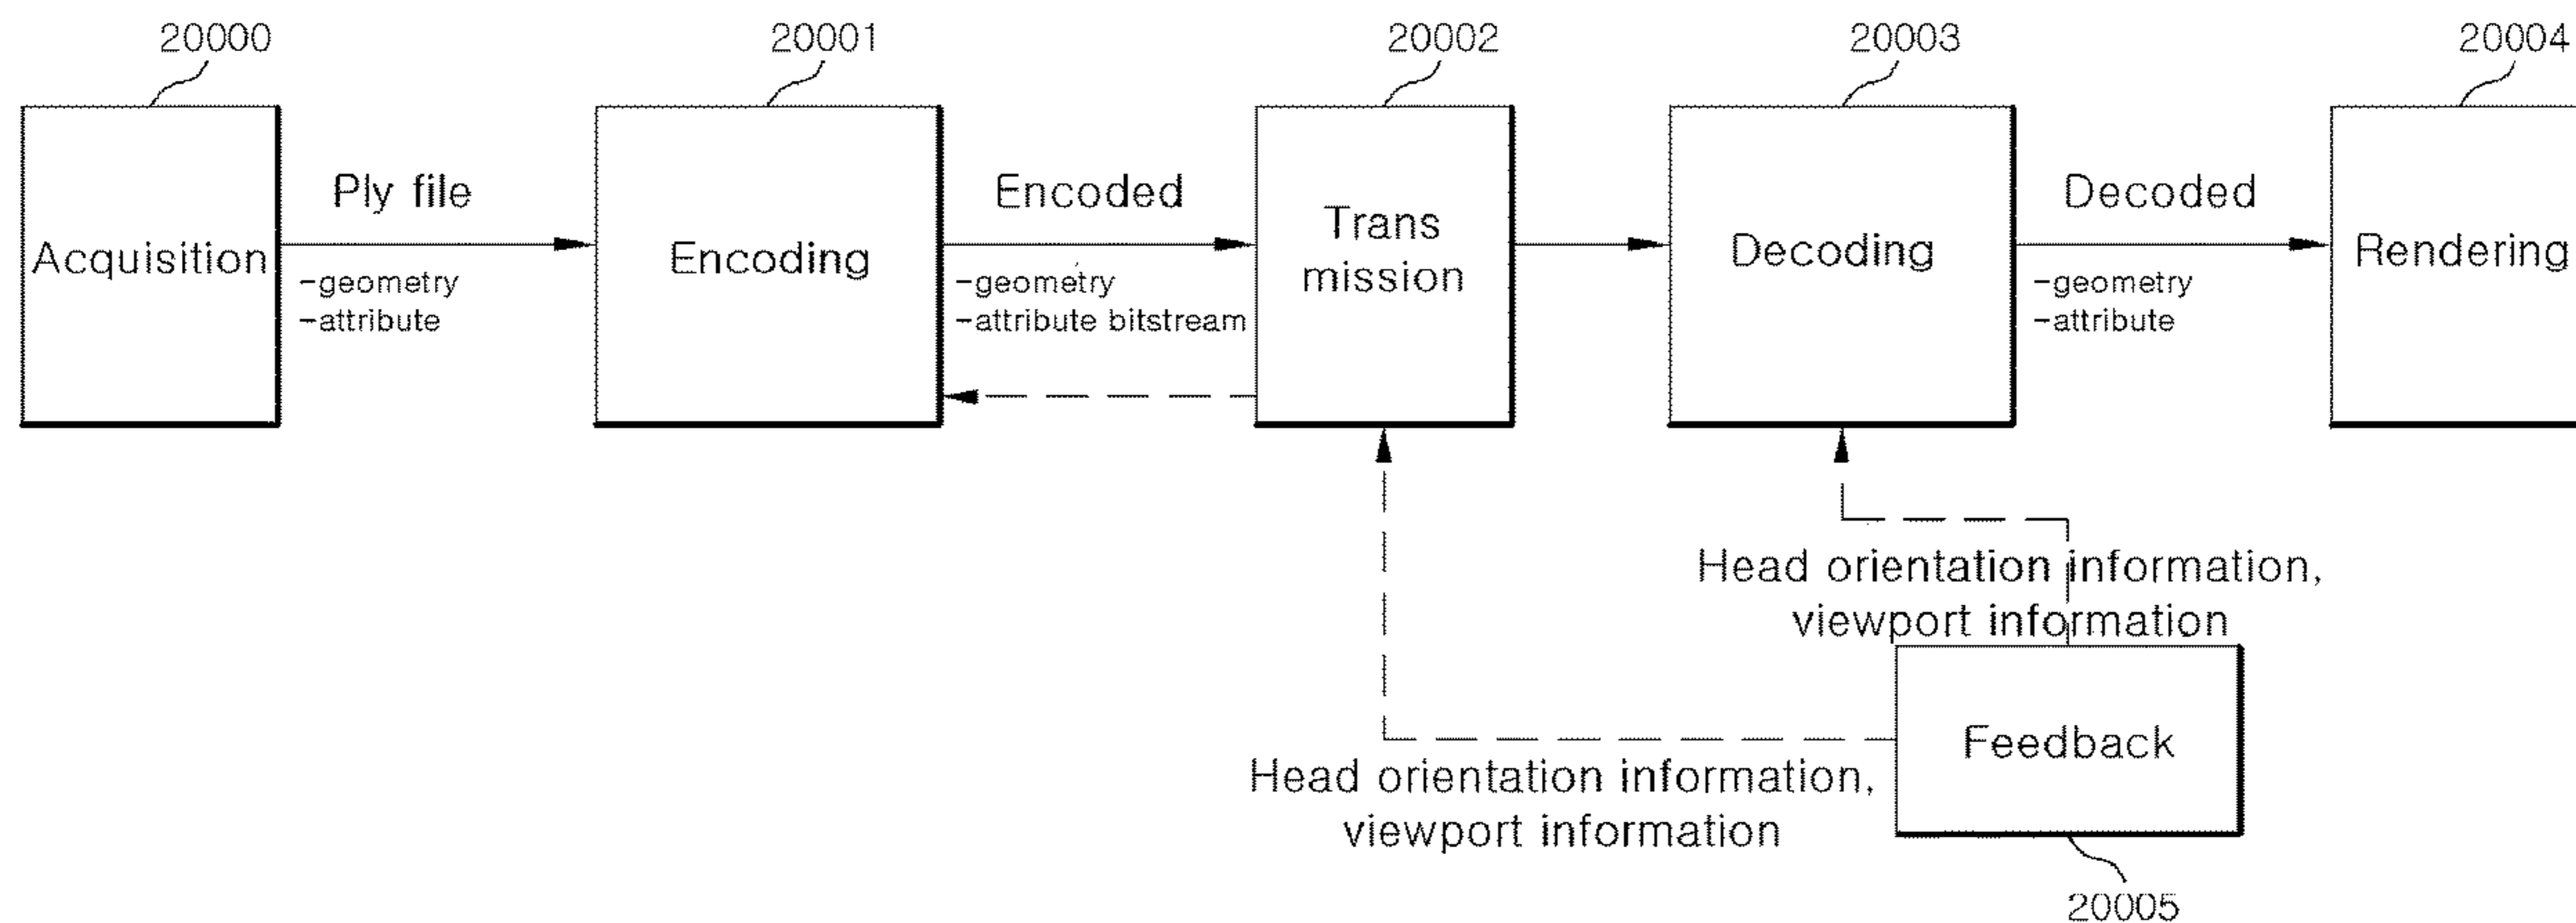 20000
20001
20002
20003
20004
Acquisition
Ply file
-geometry
-attribute
Encoding
Encoded
-geometry
-attribute bitstream
Trans
mission
Decoding
Decoded
-geometry
-attribute
Rendering
Head orientation information,
viewport information
Head orientation information,
viewport information
Feedback
20005